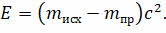 E = (mисх − mпр)c².